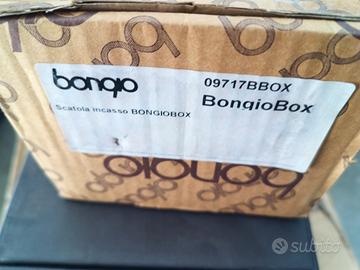 bongio
09717BBOX
Scatola incasso BONGIOBOX
BongioBox
bongio
subito